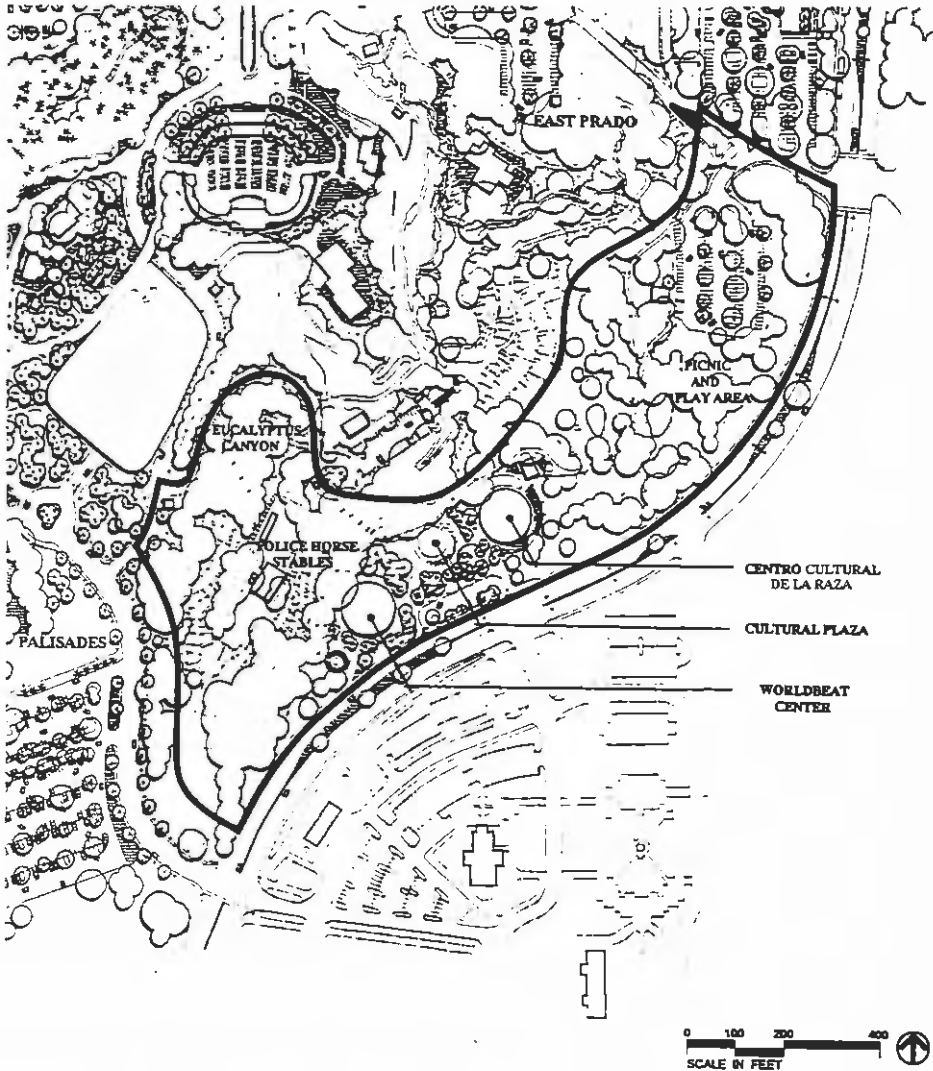 EAST PRADO
PICNIC
AND
PLAY AREA
EUCALYPTUS
CANYON
POLICE HORSE
STABLES
CENTRO CULTURAL
DE LA RAZA
CULTURAL PLAZA
PALISADES
WORLDBEAT
CENTER
0 100 200 400
SCALE IN FEET